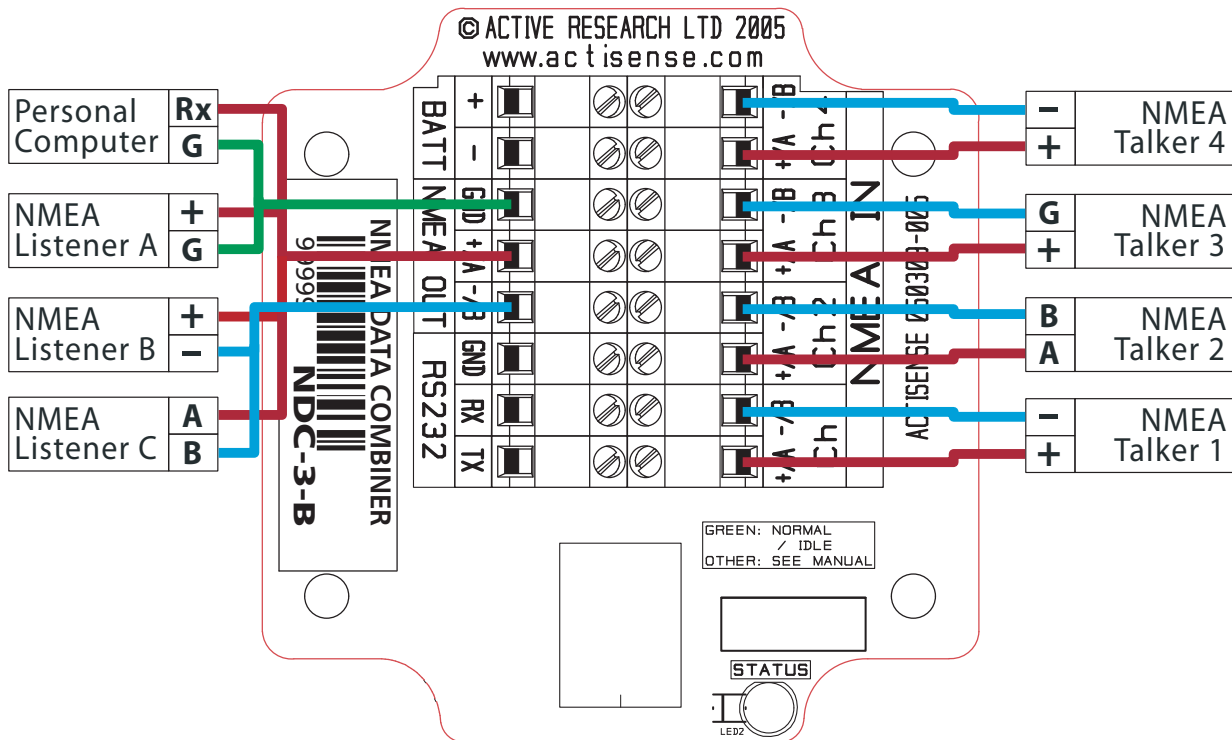 © ACTIVE RESEARCH LTD 2005
www.actisense.com
Personal
Computer
Rx
G
NMEA
Listener A
+
G
NMEA
Listener B
+
-
NMEA
Listener C
A
B
NMEA DATA COMBINER
NDC-3-B
BATT
NMEA OUT
RS232
+
-
GND
+A
-/B
GND
RX
TX
-/B
+/A
Ch 4
-/B
+/A
Ch 3
-/B
+/A
Ch 2
-/B
+/A
Ch
NMEA IN
-
+
NMEA
Talker 4
G
+
NMEA
Talker 3
B
A
NMEA
Talker 2
-
+
NMEA
Talker 1
GREEN: NORMAL
/ IDLE
OTHER: SEE MANUAL
STATUS
LED2